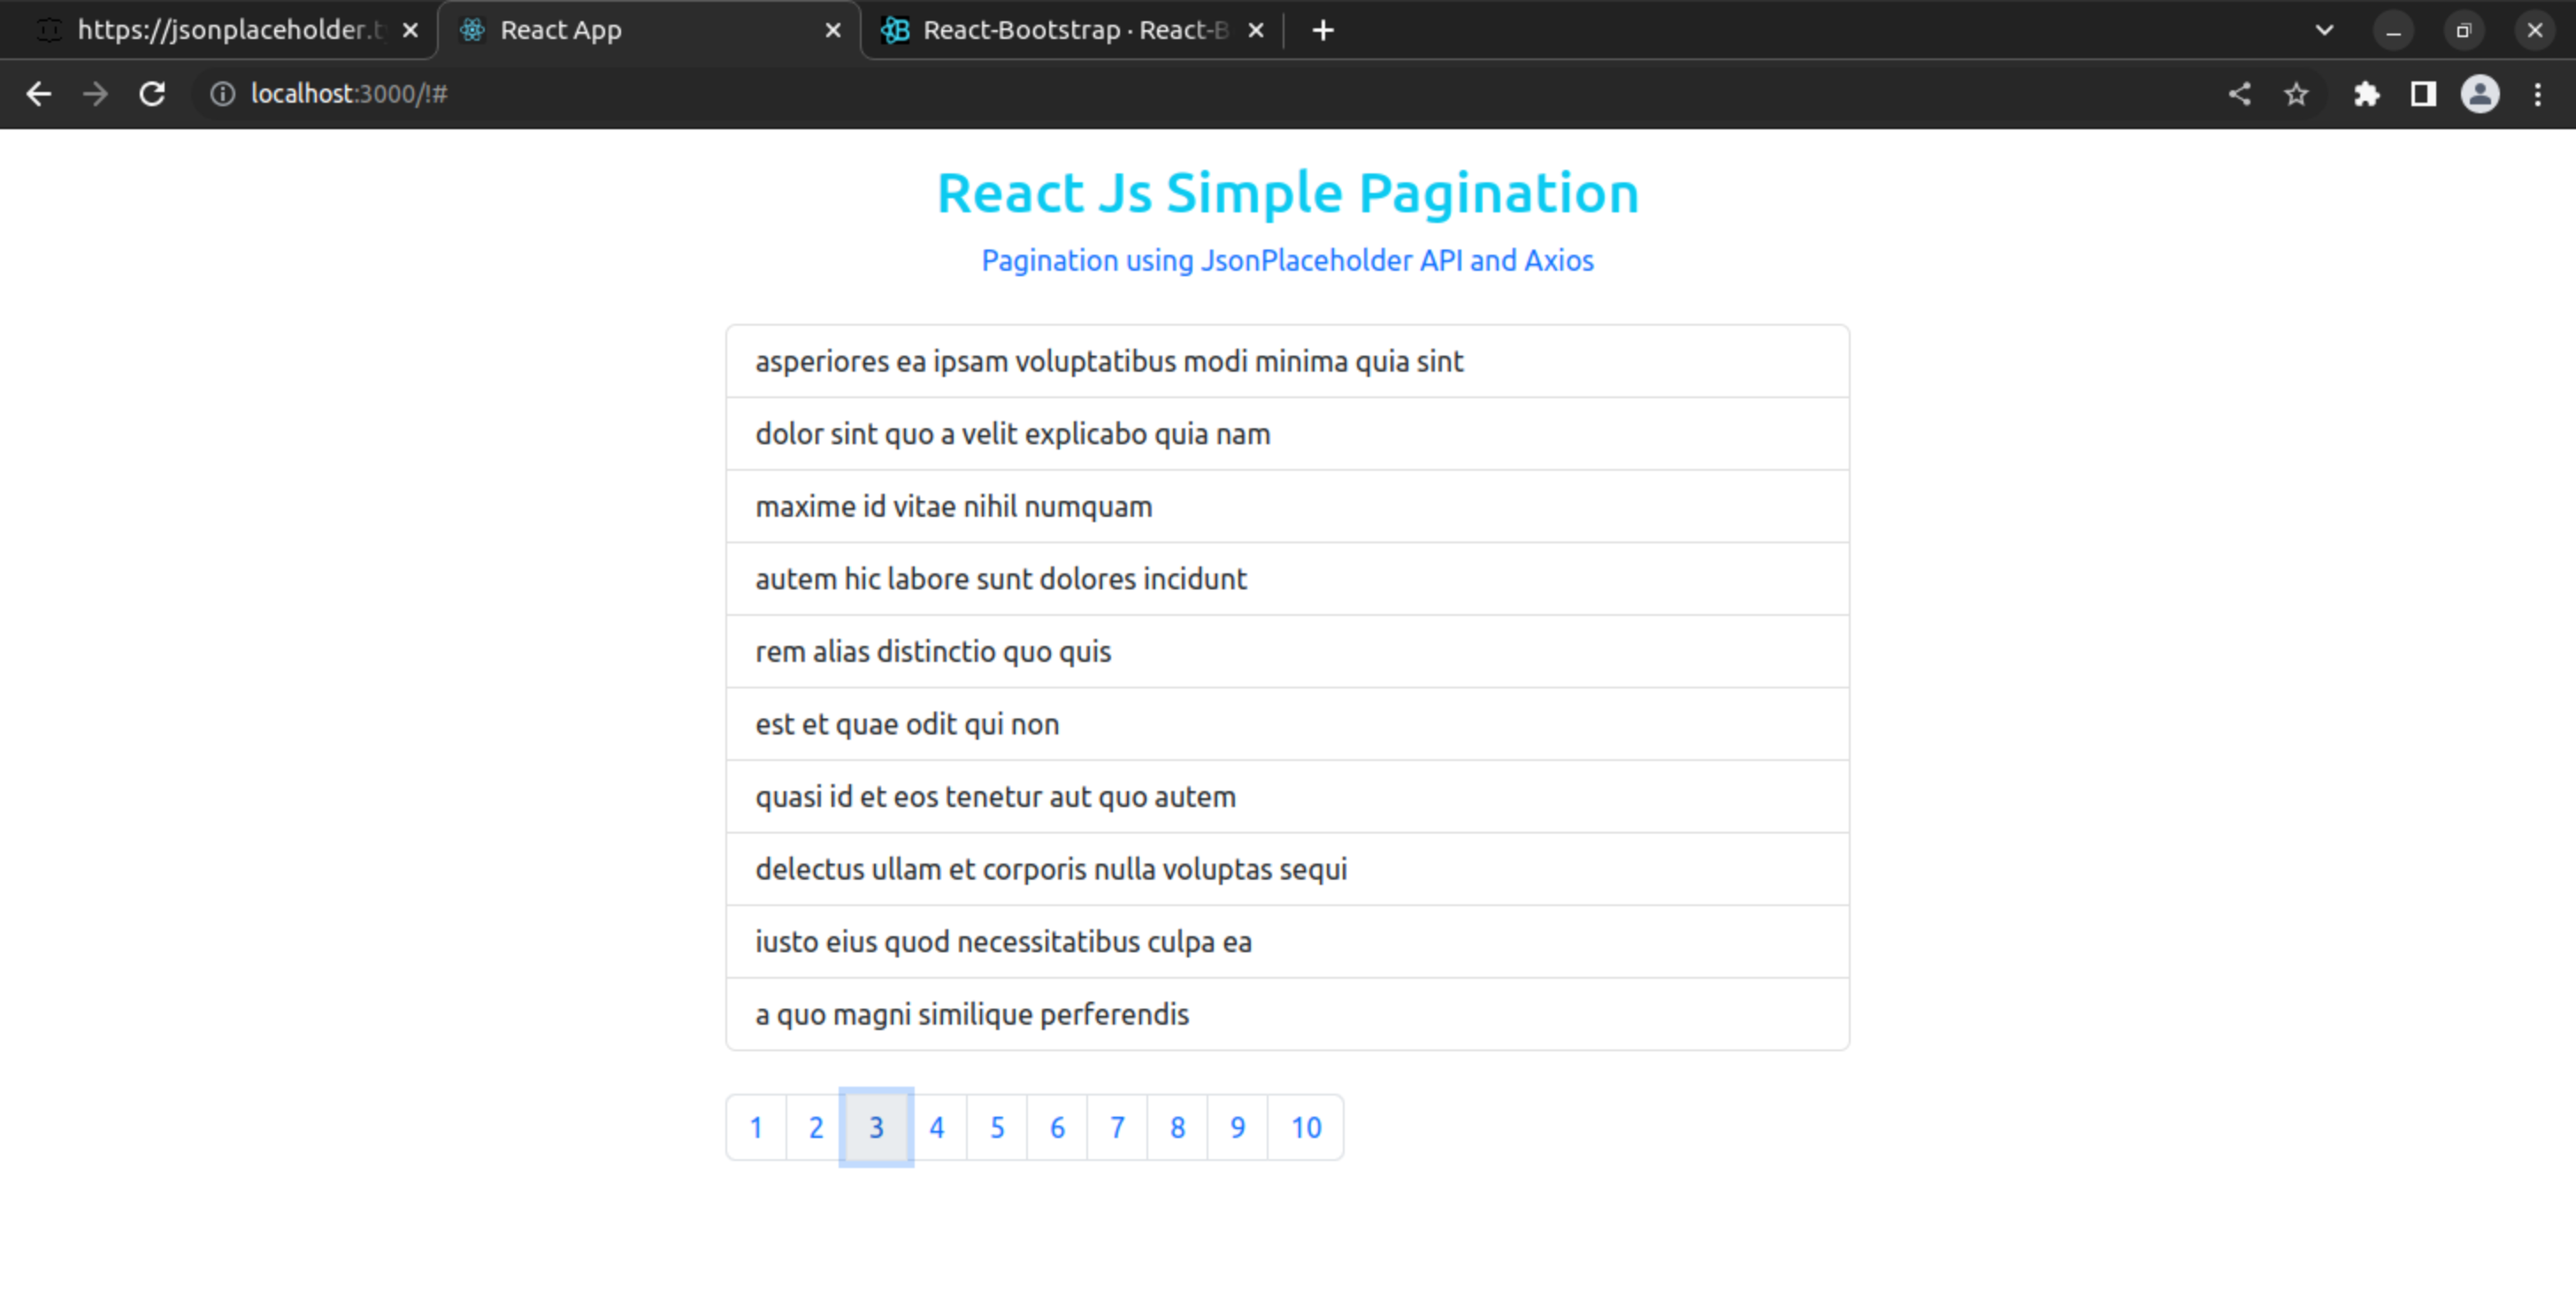 https://jsonplaceholder.t
React App
React-Bootstrap · React-B
localhost:3000/!#
React Js Simple Pagination
Pagination using JsonPlaceholder API and Axios
asperiores ea ipsam voluptatibus modi minima quia sint
dolor sint quo a velit explicabo quia nam
maxime id vitae nihil numquam
autem hic labore sunt dolores incidunt
rem alias distinctio quo quis
est et quae odit qui non
quasi id et eos tenetur aut quo autem
delectus ullam et corporis nulla voluptas sequi
iusto eius quod necessitatibus culpa ea
a quo magni similique perferendis
1 2 3 4 5 6 7 8 9 10